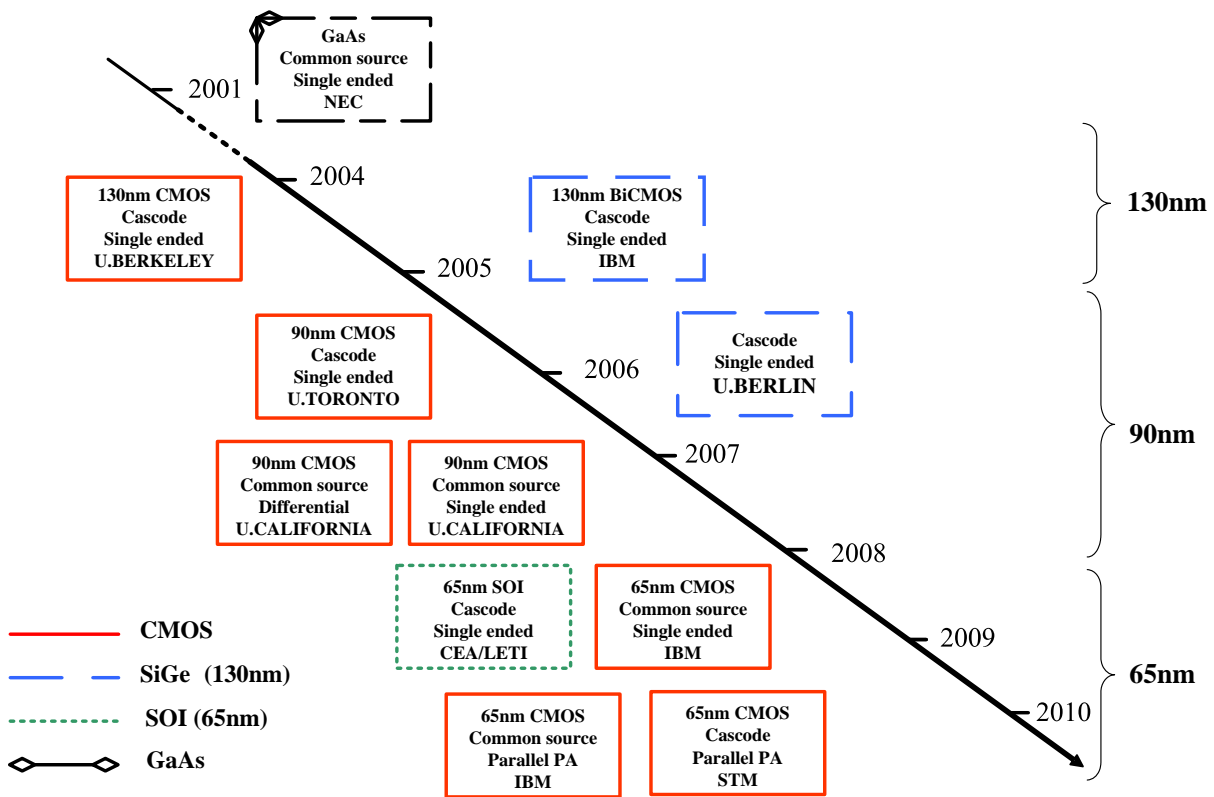 GaAs
Common source
Single ended
NEC
2001
2004
130nm CMOS
Cascode
Single ended
U.BERKELEY
130nm BiCMOS
Cascode
Single ended
IBM
130nm
2005
90nm CMOS
Cascode
Single ended
U.TORONTO
2006
Cascode
Single ended
U.BERLIN
90nm
2007
90nm CMOS
Common source
Differential
U.CALIFORNIA
90nm CMOS
Common source
Single ended
U.CALIFORNIA
2008
65nm SOI
Cascode
Single ended
CEA/LETI
65nm CMOS
Common source
Single ended
IBM
2009
65nm
2010
65nm CMOS
Common source
Parallel PA
IBM
65nm CMOS
Cascode
Parallel PA
STM
CMOS
SiGe (130nm)
SOI (65nm)
GaAs